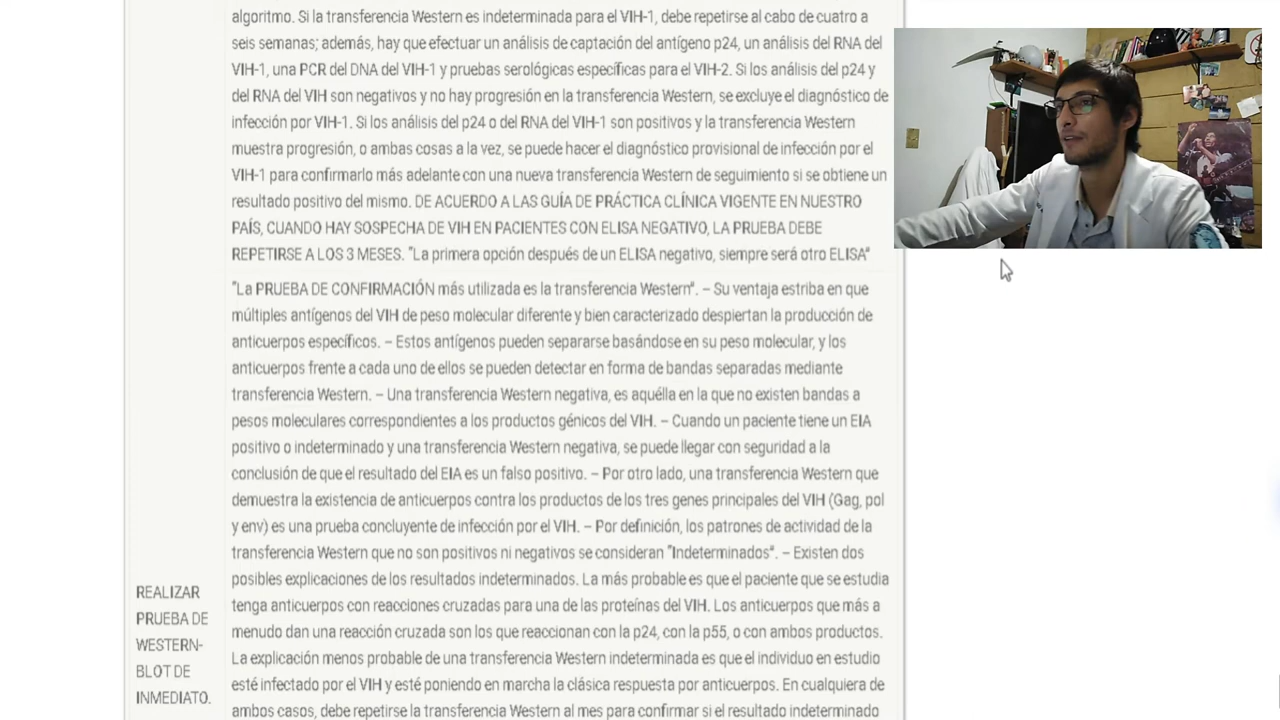 algoritmo. Si la transferencia Western es indeterminada para el VIH-1, debe repetirse al cabo de cuatro a
seis semanas; además, hay que efectuar un análisis de captación del antígeno p24, un análisis del RNA del
VIH-1, una PCR del DNA del VIH-1 y pruebas serológicas específicas para el VIH-2. Si los análisis del p24 y
del RNA del VIH son negativos y no hay progresión en la transferencia Western, se excluye el diagnóstico de
infección por VIH-1. Si los análisis del p24 o del RNA del VIH-1 son positivos y la transferencia Western
muestra progresión, o ambas cosas a la vez, se puede hacer el diagnóstico provisional de infección por el
VIH-1 para confirmarlo más adelante con una nueva transferencia Western de seguimiento si se obtiene un
resultado positivo del mismo. DE ACUERDO A LAS GUÍA DE PRÁCTICA CLÍNICA VIGENTE EN NUESTRO
PAÍS, CUANDO HAY SOSPECHA DE VIH EN PACIENTES CON ELISA NEGATIVO, LA PRUEBA DEBE
REPETIRSE A LOS 3 MESES. "La primera opción después de un ELISA negativo, siempre será otro ELISA"
"La PRUEBA DE CONFIRMACIÓN más utilizada es la transferencia Western". – Su ventaja estriba en que
múltiples antígenos del VIH de peso molecular diferente y bien caracterizado despiertan la producción de
anticuerpos específicos. – Estos antígenos pueden separarse basándose en su peso molecular, y los
anticuerpos frente a cada uno de ellos se pueden detectar en forma de bandas separadas mediante
transferencia Western. – Una transferencia Western negativa, es aquélla en la que no existen bandas a
pesos moleculares correspondientes a los productos génicos del VIH. – Cuando un paciente tiene un EIA
positivo o indeterminado y una transferencia Western negativa, se puede llegar con seguridad a la
conclusión de que el resultado del EIA es un falso positivo. – Por otro lado, una transferencia Western que
demuestra la existencia de anticuerpos contra los productos de los tres genes principales del VIH (Gag, pol
y env) es una prueba concluyente de infección por el VIH. – Por definición, los patrones de actividad de la
transferencia Western que no son positivos ni negativos se consideran "Indeterminados". – Existen dos
posibles explicaciones de los resultados indeterminados. La más probable es que el paciente que se estudia
tenga anticuerpos con reacciones cruzadas para una de las proteínas del VIH. Los anticuerpos que más a
menudo dan una reacción cruzada son los que reaccionan con la p24, con la p55, o con ambos productos.
La explicación menos probable de una transferencia Western indeterminada es que el individuo en estudio
esté infectado por el VIH y esté poniendo en marcha la clásica respuesta por anticuerpos. En cualquiera de
ambos casos, debe repetirse la transferencia Western al mes para confirmar si el resultado indeterminado
REALIZAR
PRUEBA DE
WESTERN-
BLOT DE
INMEDIATO.